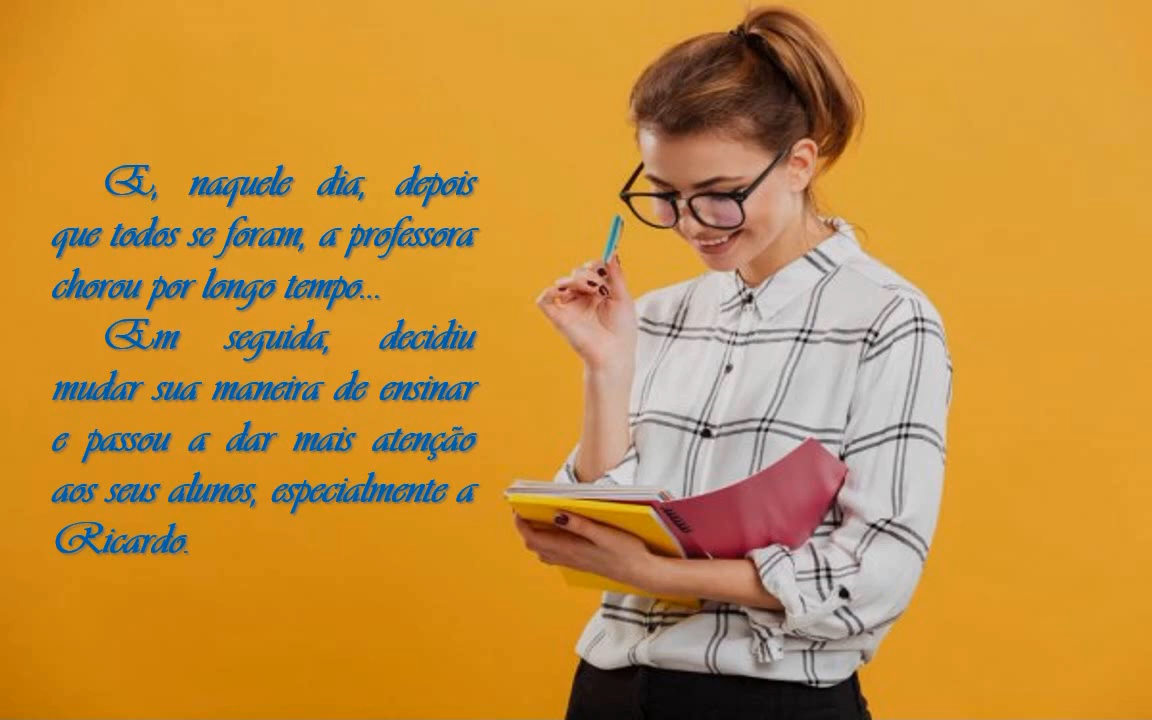 E, naquele dia, depois
que todos se foram, a professora
chorou por longo tempo...
Em seguida, decidiu
mudar sua maneira de ensinar
e passou a dar mais atenção
aos seus alunos, especialmente a
Ricardo.